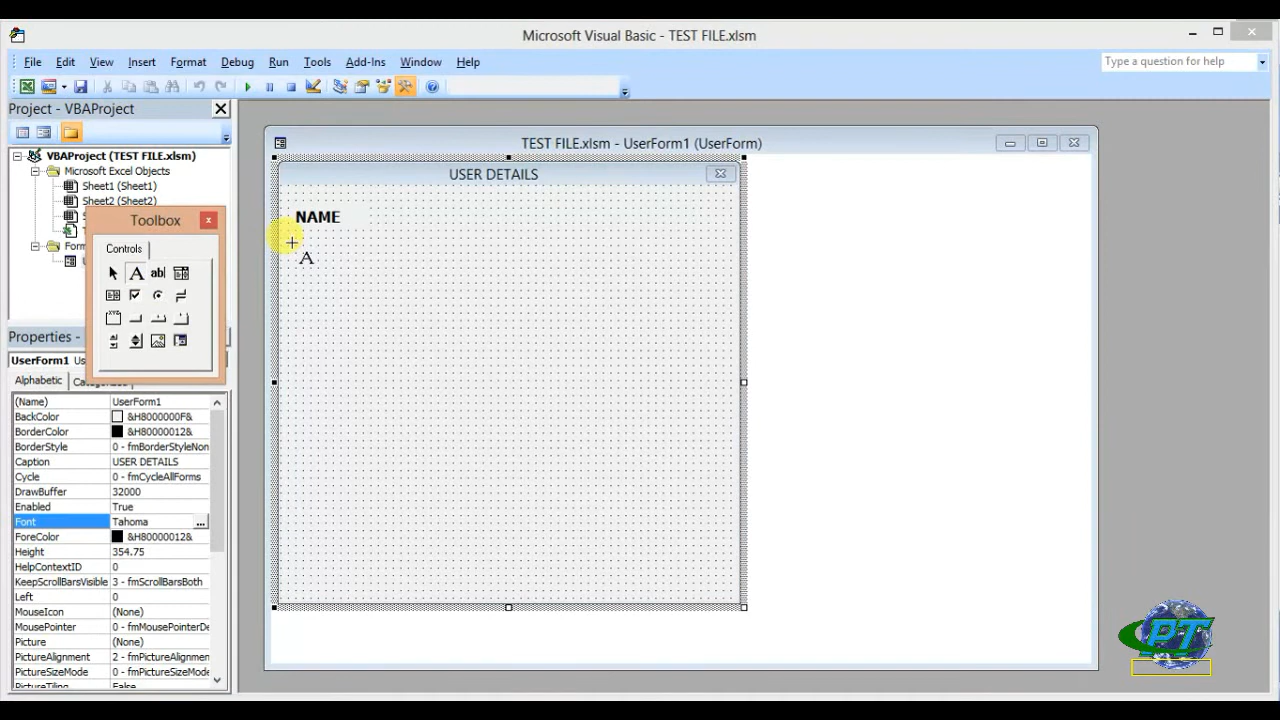 Microsoft Visual Basic - TEST FILE.xlsm
File Edit View Insert Format Debug Run Tools Add-Ins Window Help
Type a question for help
Project - VBAProject
VBAProject (TEST FILE.xlsm)
Microsoft Excel Objects
Sheet1 (Sheet1)
Sheet2 (Sheet2)
Toolbox
Controls
A ab|
Properties -
UserForm1
Alphabetic
(Name) UserForm1
BackColor &H8000000F&
BorderColor &H80000012&
BorderStyle 0 - fmBorderStyleNon
Caption USER DETAILS
Cycle 0 - fmCycleAllForms
DrawBuffer 32000
Enabled True
Font Tahoma ...
ForeColor &H80000012&
Height 354.75
HelpContextID 0
KeepScrollBarsVisible 3 - fmScrollBarsBoth
Left 0
MouseIcon (None)
MousePointer 0 - fmMousePointerDe
Picture (None)
PictureAlignment 2 - fmPictureAlignmen
PictureSizeMode 0 - fmPictureSizeMode
PictureTiling False
TEST FILE.xlsm - UserForm1 (UserForm)
USER DETAILS
NAME
A
PT